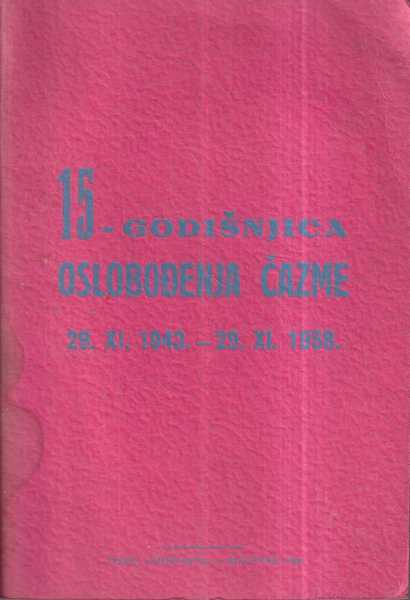 15-GODIŠNJICA
OSLOBOĐENJA ČAZME
29. XI. 1943. — 29. XI. 1958.